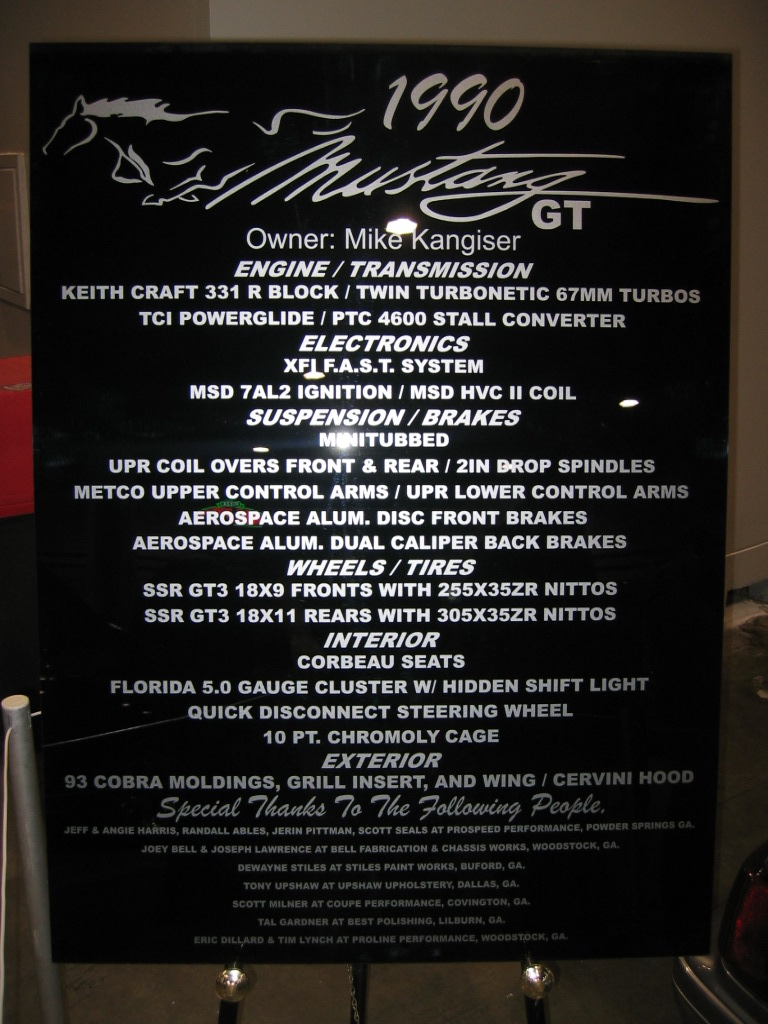 1990
Mustang
GT
Owner: Mike Kangiser
ENGINE / TRANSMISSION
KEITH CRAFT 331 R BLOCK / TWIN TURBONETIC 67MM TURBOS
TCI POWERGLIDE / PTC 4600 STALL CONVERTER
ELECTRONICS
XFI F.A.S.T. SYSTEM
MSD 7AL2 IGNITION / MSD HVC II COIL
SUSPENSION / BRAKES
MINITUBBED
UPR COIL OVERS FRONT & REAR / 2IN DROP SPINDLES
METCO UPPER CONTROL ARMS / UPR LOWER CONTROL ARMS
AEROSPACE ALUM. DISC FRONT BRAKES
AEROSPACE ALUM. DUAL CALIPER BACK BRAKES
WHEELS / TIRES
SSR GT3 18X9 FRONTS WITH 255X35ZR NITTOS
SSR GT3 18X11 REARS WITH 305X35ZR NITTOS
INTERIOR
CORBEAU SEATS
FLORIDA 5.0 GAUGE CLUSTER W/ HIDDEN SHIFT LIGHT
QUICK DISCONNECT STEERING WHEEL
10 PT. CHROMOLY CAGE
EXTERIOR
93 COBRA MOLDINGS, GRILL INSERT, AND WING / CERVINI HOOD
Special Thanks To The Following People,
JEFF & ANGIE HARRIS, RANDALL ABLES, JERIN PITTMAN, SCOTT SEALS AT PROSPEED PERFORMANCE, POWDER SPRINGS GA.
JOEY BELL & JOSEPH LAWRENCE AT BELL FABRICATION & CHASSIS WORKS, WOODSTOCK, GA.
DEWAYNE STILES AT STILES PAINT WORKS, BUFORD, GA.
TONY UPSHAW AT UPSHAW UPHOLSTERY, DALLAS, GA.
SCOTT MILNER AT COUPE PERFORMANCE, COVINGTON, GA.
TAL GARDNER AT BEST POLISHING, LILBURN, GA.
ERIC DILLARD & TIM LYNCH AT PROLINE PERFORMANCE, WOODSTOCK, GA.